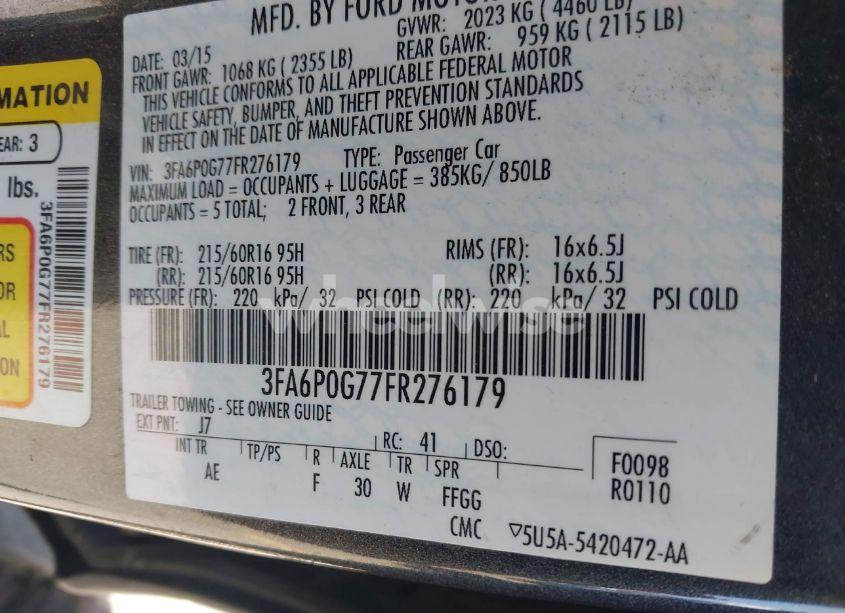 MFD. BY FORD MOTOR
GVWR: 2023 KG ( 4460 LB)
DATE: 03/15
FRONT GAWR: 1068 KG ( 2355 LB)
REAR GAWR: 959 KG ( 2115 LB)
THIS VEHICLE CONFORMS TO ALL APPLICABLE FEDERAL MOTOR
VEHICLE SAFETY, BUMPER, AND THEFT PREVENTION STANDARDS
IN EFFECT ON THE DATE OF MANUFACTURE SHOWN ABOVE.
VIN: 3FA6P0G77FR276179 TYPE: Passenger Car
MAXIMUM LOAD = OCCUPANTS + LUGGAGE = 385KG/ 850LB
OCCUPANTS = 5 TOTAL; 2 FRONT, 3 REAR
TIRE (FR): 215/60R16 95H RIMS (FR): 16x6.5J
(RR): 215/60R16 95H (RR): 16x6.5J
PRESSURE (FR): 220 kPa/ 32 PSI COLD (RR): 220 kPa/ 32 PSI COLD
wheelwise
3FA6P0G77FR276179
TRAILER TOWING - SEE OWNER GUIDE
EXT PNT: J7 RC: 41 DSO:
INT TR TP/PS R AXLE TR SPR
AE F 30 W FFGG
F0098
R0110
CMC ▽5U5A-5420472-AA
MATION
EAR: 3
lbs.
3FA6P0G77FR276179
RS
OR
AL
ON